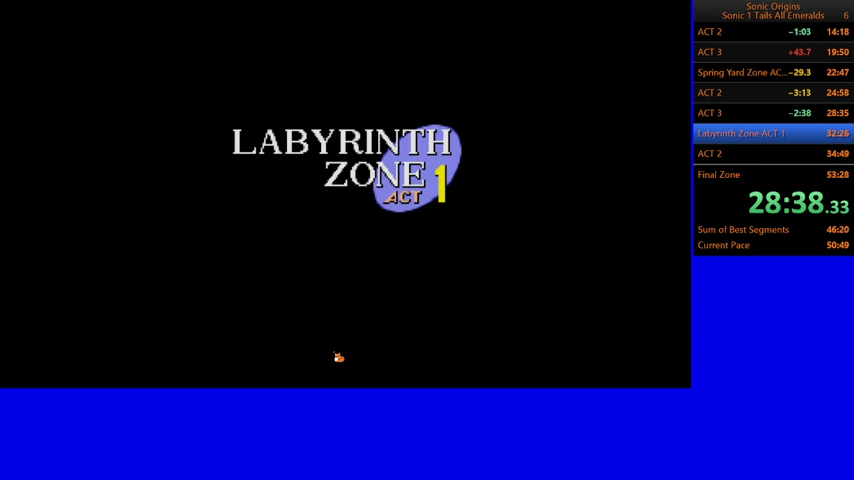 Sonic Origins
Sonic 1 Tails All Emeralds 6
ACT 2 −1:03 14:18
ACT 3 +43.7 19:50
Spring Yard Zone AC... −29.3 22:47
ACT 2 −3:13 24:58
ACT 3 −2:38 28:35
Labyrinth Zone ACT 1 32:26
ACT 2 34:49
Final Zone 53:28
28:38.33
Sum of Best Segments 46:20
Current Pace 50:49
LABYRINTH
ZONE
ACT 1